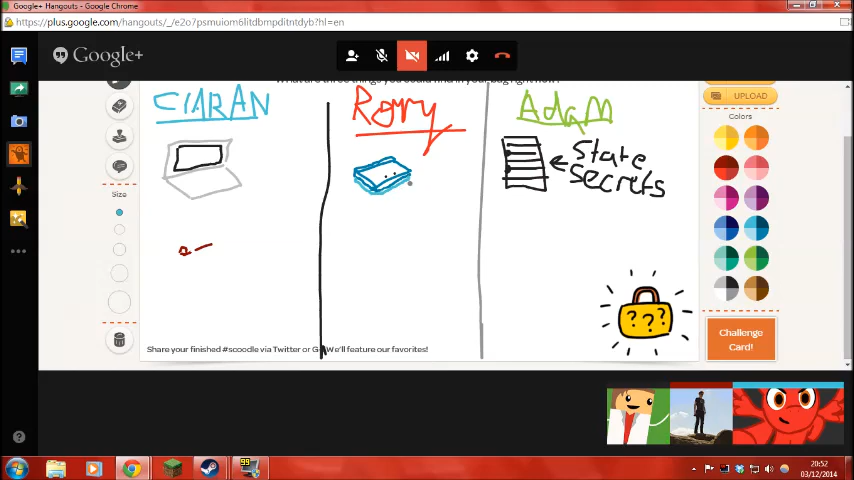 Google+ Hangouts - Google Chrome
https://plus.google.com/hangouts/_/e2o7psmuiom6litdbmpditntdyb?hl=en
Google+
What are three things you could find in your bag right now?
UPLOAD
CIARAN
Rory
Adam
Colors
State
secrets
Size
???
Challenge
Card!
Share your finished #scoodle via Twitter or G+. We'll feature our favorites!
99
20:52
03/12/2014